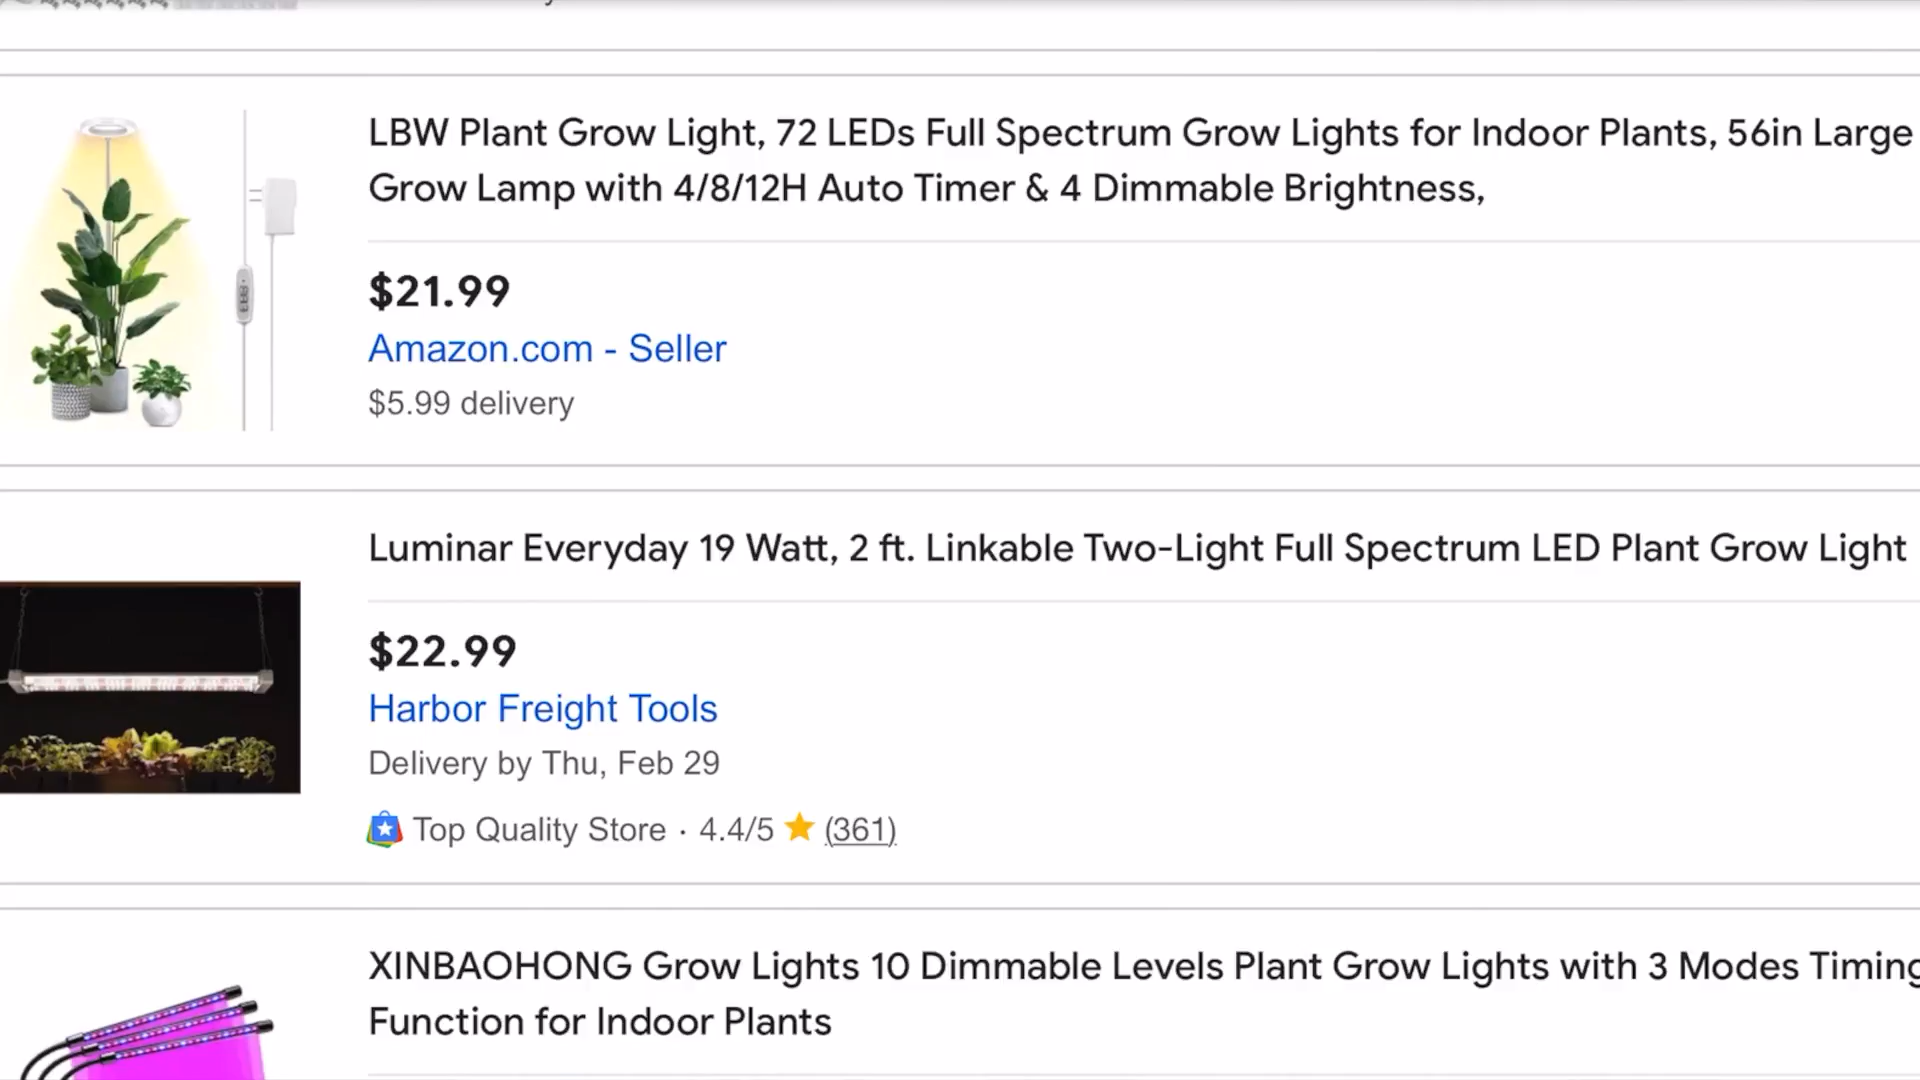 LBW Plant Grow Light, 72 LEDs Full Spectrum Grow Lights for Indoor Plants, 56in Large
Grow Lamp with 4/8/12H Auto Timer & 4 Dimmable Brightness,
$21.99
Amazon.com - Seller
$5.99 delivery
Luminar Everyday 19 Watt, 2 ft. Linkable Two-Light Full Spectrum LED Plant Grow Light
$22.99
Harbor Freight Tools
Delivery by Thu, Feb 29
Top Quality Store · 4.4/5 ★ (361)
XINBAOHONG Grow Lights 10 Dimmable Levels Plant Grow Lights with 3 Modes Timing
Function for Indoor Plants